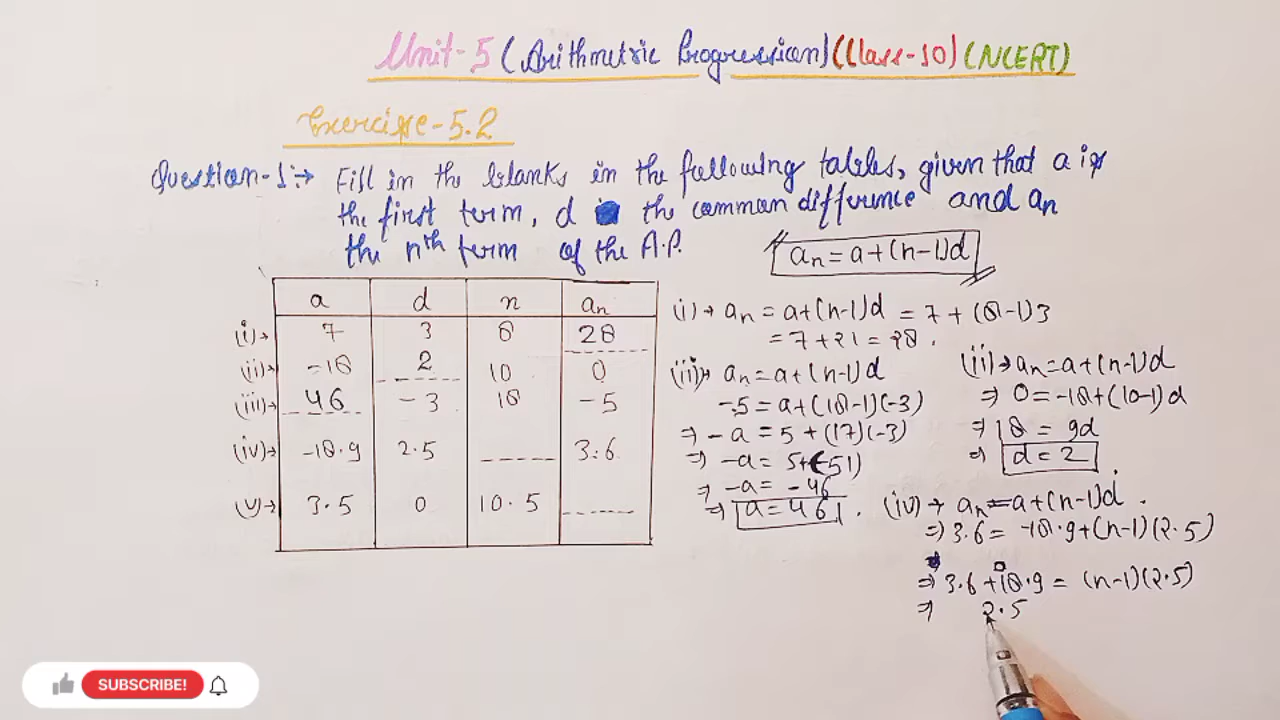 Unit-5 (Arithmetric Progression) (Class-10) (NCERT)
Exercise-5.2
Question-1:→ Fill in the blanks in the following tables, given that a is
the first term, d the common difference and an
the nth term of the A.P.
an = a+(n-1)d
a d n an
(i)→ 7 3 8 28
(ii)→ -18 2 10 0
(iii)→ 46 -3 18 -5
(iv)→ -18.9 2.5 ------ 3.6
(v)→ 3.5 0 10.5 ------
(i)→ an = a+(n-1)d = 7+(8-1)3
= 7+21 = 28.
(iii)→ an = a+(n-1)d
-5 = a+(18-1)(-3)
⇒ -a = 5+(17)(-3)
⇒ -a = 5+(-51)
⇒ -a = -46
⇒ a = 46.
(ii)→ an = a+(n-1)d
⇒ 0 = -18+(10-1)d
⇒ 18 = 9d
⇒ d = 2
(iv)→ an = a+(n-1)d.
⇒ 3.6 = -18.9+(n-1)(2.5)
⇒ 3.6+18.9 = (n-1)(2.5)
⇒ 2.5
SUBSCRIBE!